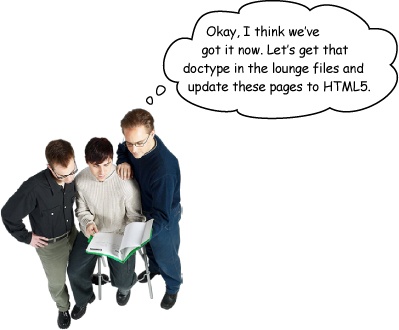 Okay, I think we've
got it now. Let's get that
doctype in the lounge files and
update these pages to HTML5.